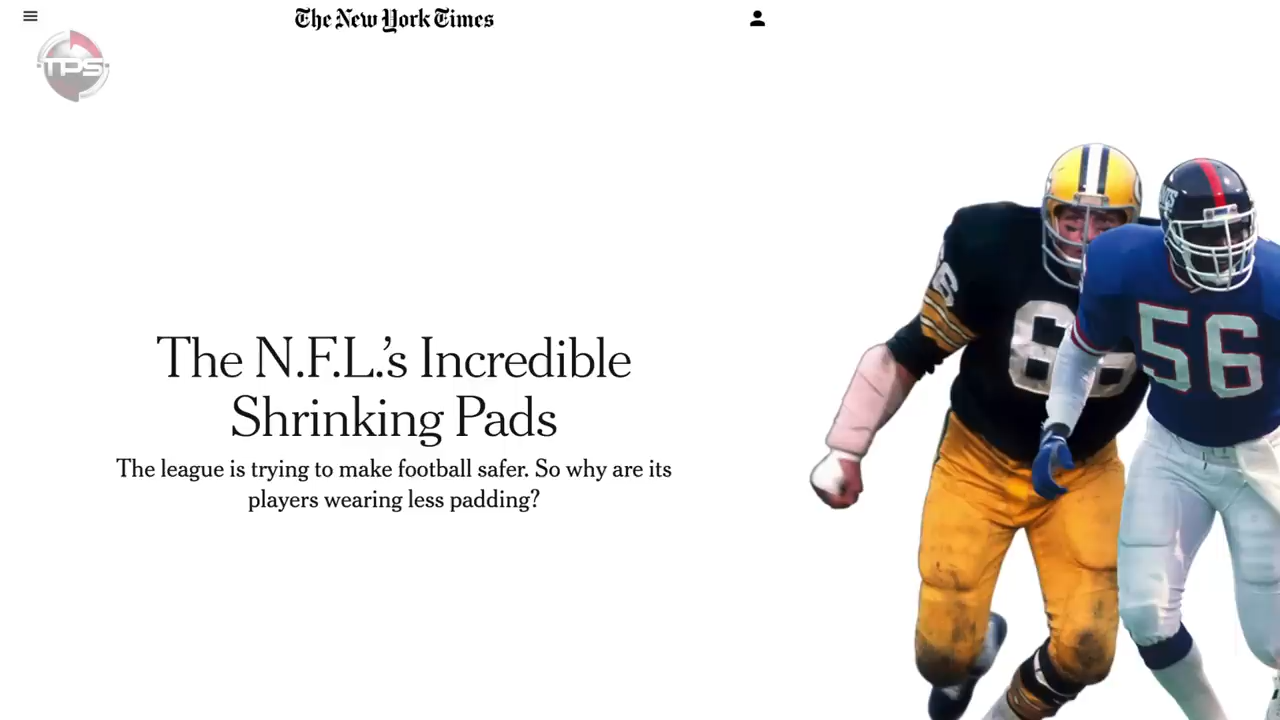 The New York Times
TPS
The N.F.L.'s Incredible
Shrinking Pads
The league is trying to make football safer. So why are its
players wearing less padding?
56